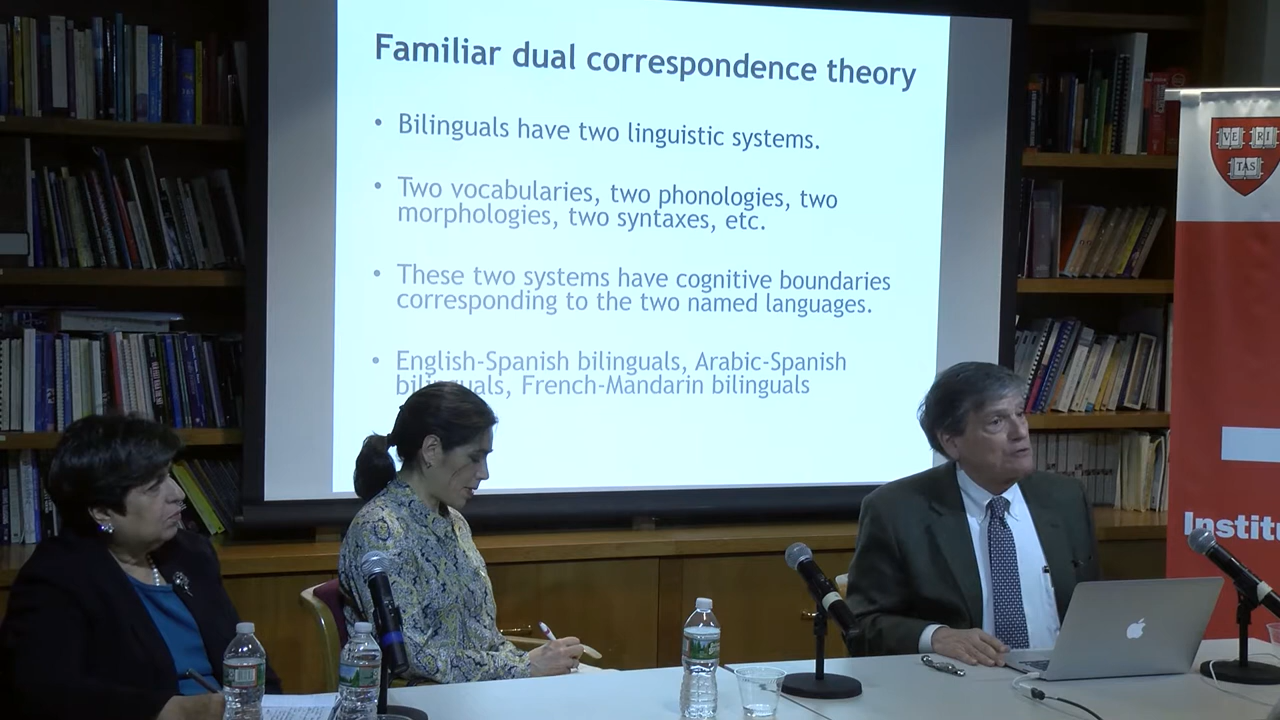 Familiar dual correspondence theory
• Bilinguals have two linguistic systems.
• Two vocabularies, two phonologies, two
morphologies, two syntaxes, etc.
• These two systems have cognitive boundaries
corresponding to the two named languages.
• English-Spanish bilinguals, Arabic-Spanish
bilinguals, French-Mandarin bilinguals
VE RI
TAS
Institu